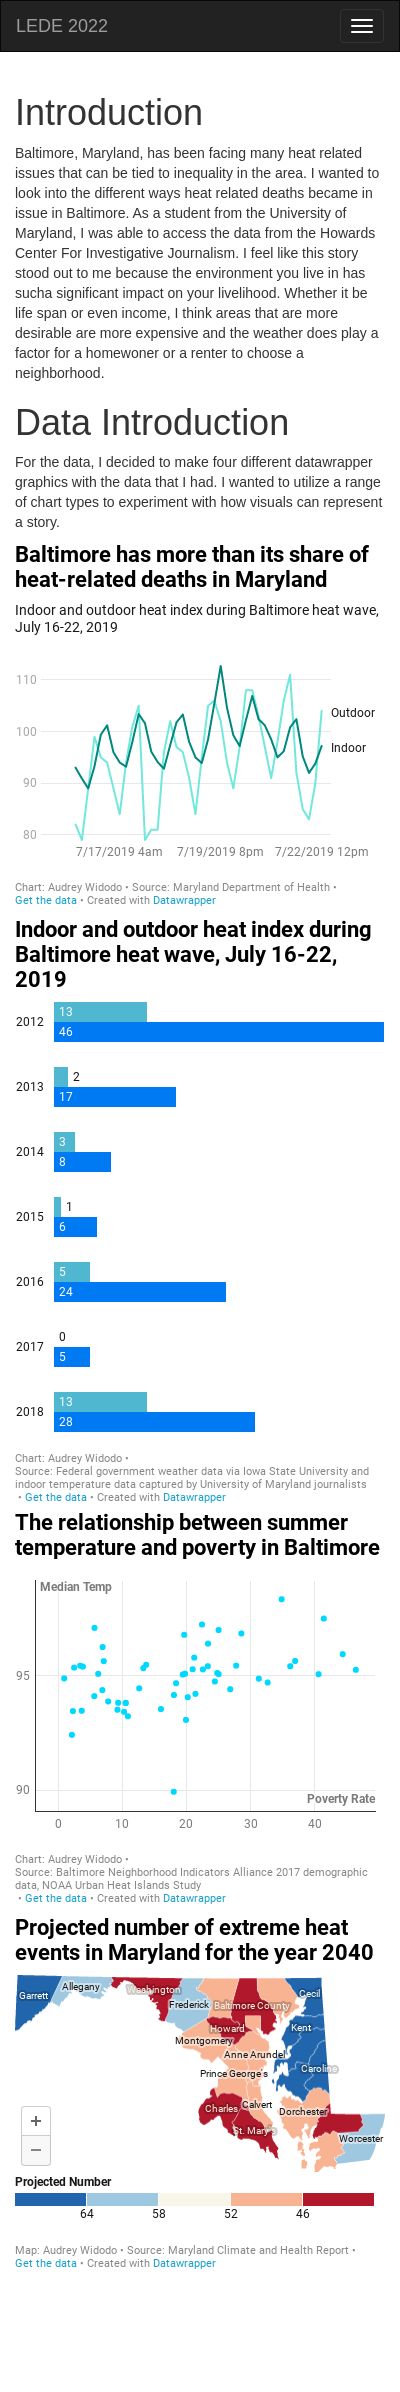 LEDE 2022
Introduction
Baltimore, Maryland, has been facing many heat related
issues that can be tied to inequality in the area. I wanted to
look into the different ways heat related deaths became in
issue in Baltimore. As a student from the University of
Maryland, I was able to access the data from the Howards
Center For Investigative Journalism. I feel like this story
stood out to me because the environment you live in has
sucha significant impact on your livelihood. Whether it be
life span or even income, I think areas that are more
desirable are more expensive and the weather does play a
factor for a homewoner or a renter to choose a
neighborhood.
Data Introduction
For the data, I decided to make four different datawrapper
graphics with the data that I had. I wanted to utilize a range
of chart types to experiment with how visuals can represent
a story.
Baltimore has more than its share of
heat-related deaths in Maryland
Indoor and outdoor heat index during Baltimore heat wave,
July 16-22, 2019
110
Outdoor
100
Indoor
90
80
7/17/2019 4am 7/19/2019 8pm 7/22/2019 12pm
Chart: Audrey Widodo • Source: Maryland Department of Health •
Get the data • Created with Datawrapper
Indoor and outdoor heat index during
Baltimore heat wave, July 16-22,
2019
13
2012
46
2
2013
17
3
2014
8
1
2015
6
5
2016
24
0
2017
5
13
2018
28
Chart: Audrey Widodo •
Source: Federal government weather data via Iowa State University and
indoor temperature data captured by University of Maryland journalists
• Get the data • Created with Datawrapper
The relationship between summer
temperature and poverty in Baltimore
Median Temp
95
90
Poverty Rate
0 10 20 30 40
Chart: Audrey Widodo •
Source: Baltimore Neighborhood Indicators Alliance 2017 demographic
data, NOAA Urban Heat Islands Study
• Get the data • Created with Datawrapper
Projected number of extreme heat
events in Maryland for the year 2040
Garrett
Allegany
Washington
Frederick
Baltimore County
Cecil
Howard
Kent
Montgomery
Anne Arundel
Prince George's
Caroline
Charles
Calvert
Dorchester
St. Mary's
Worcester
+
−
Projected Number
64 58 52 46
Map: Audrey Widodo • Source: Maryland Climate and Health Report •
Get the data • Created with Datawrapper